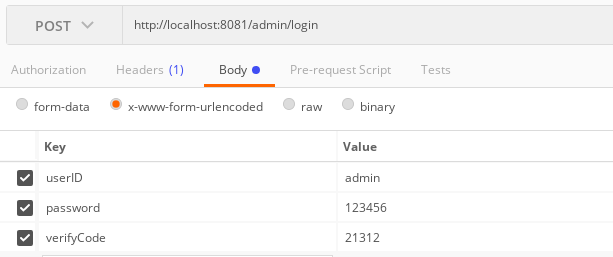 POST http://localhost:8081/admin/login
Authorization Headers (1) Body Pre-request Script Tests
form-data x-www-form-urlencoded raw binary
Key Value
userID admin
password 123456
verifyCode 21312